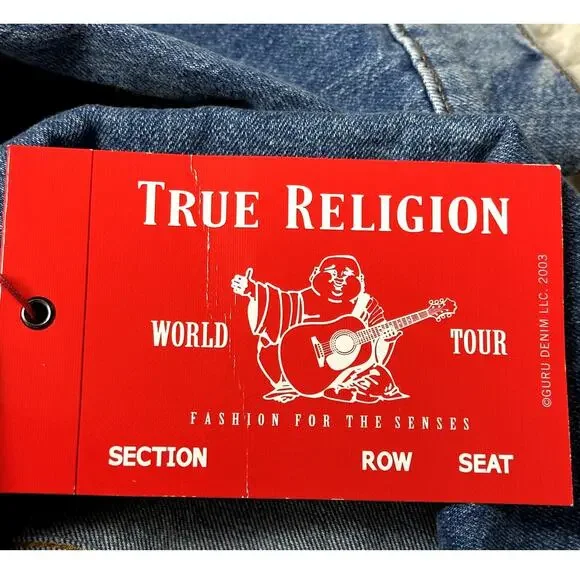 TRUE RELIGION
WORLD TOUR
FASHION FOR THE SENSES
SECTION ROW SEAT
©GURU DENIM LLC. 2003